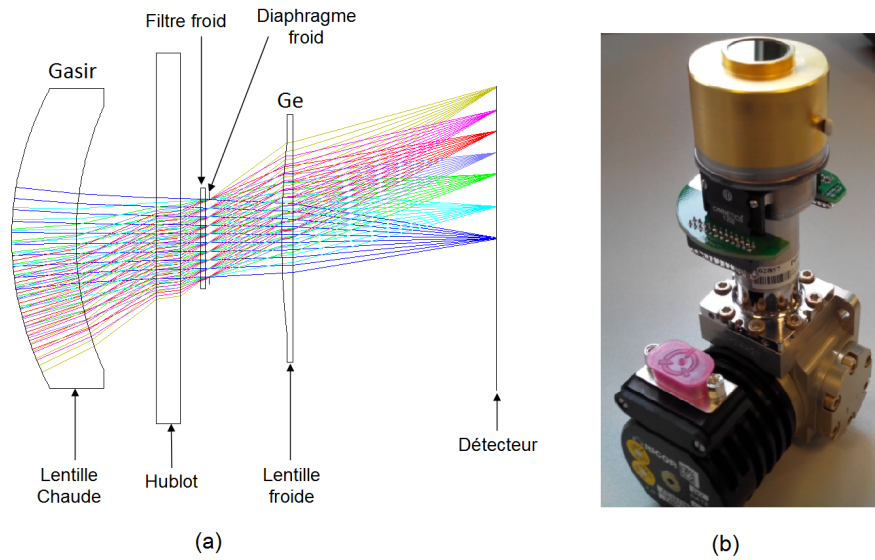 Filtre froid
Diaphragme
froid
Gasir
Ge
Lentille
Chaude
Hublot
Lentille
froide
Détecteur
(a)
(b)